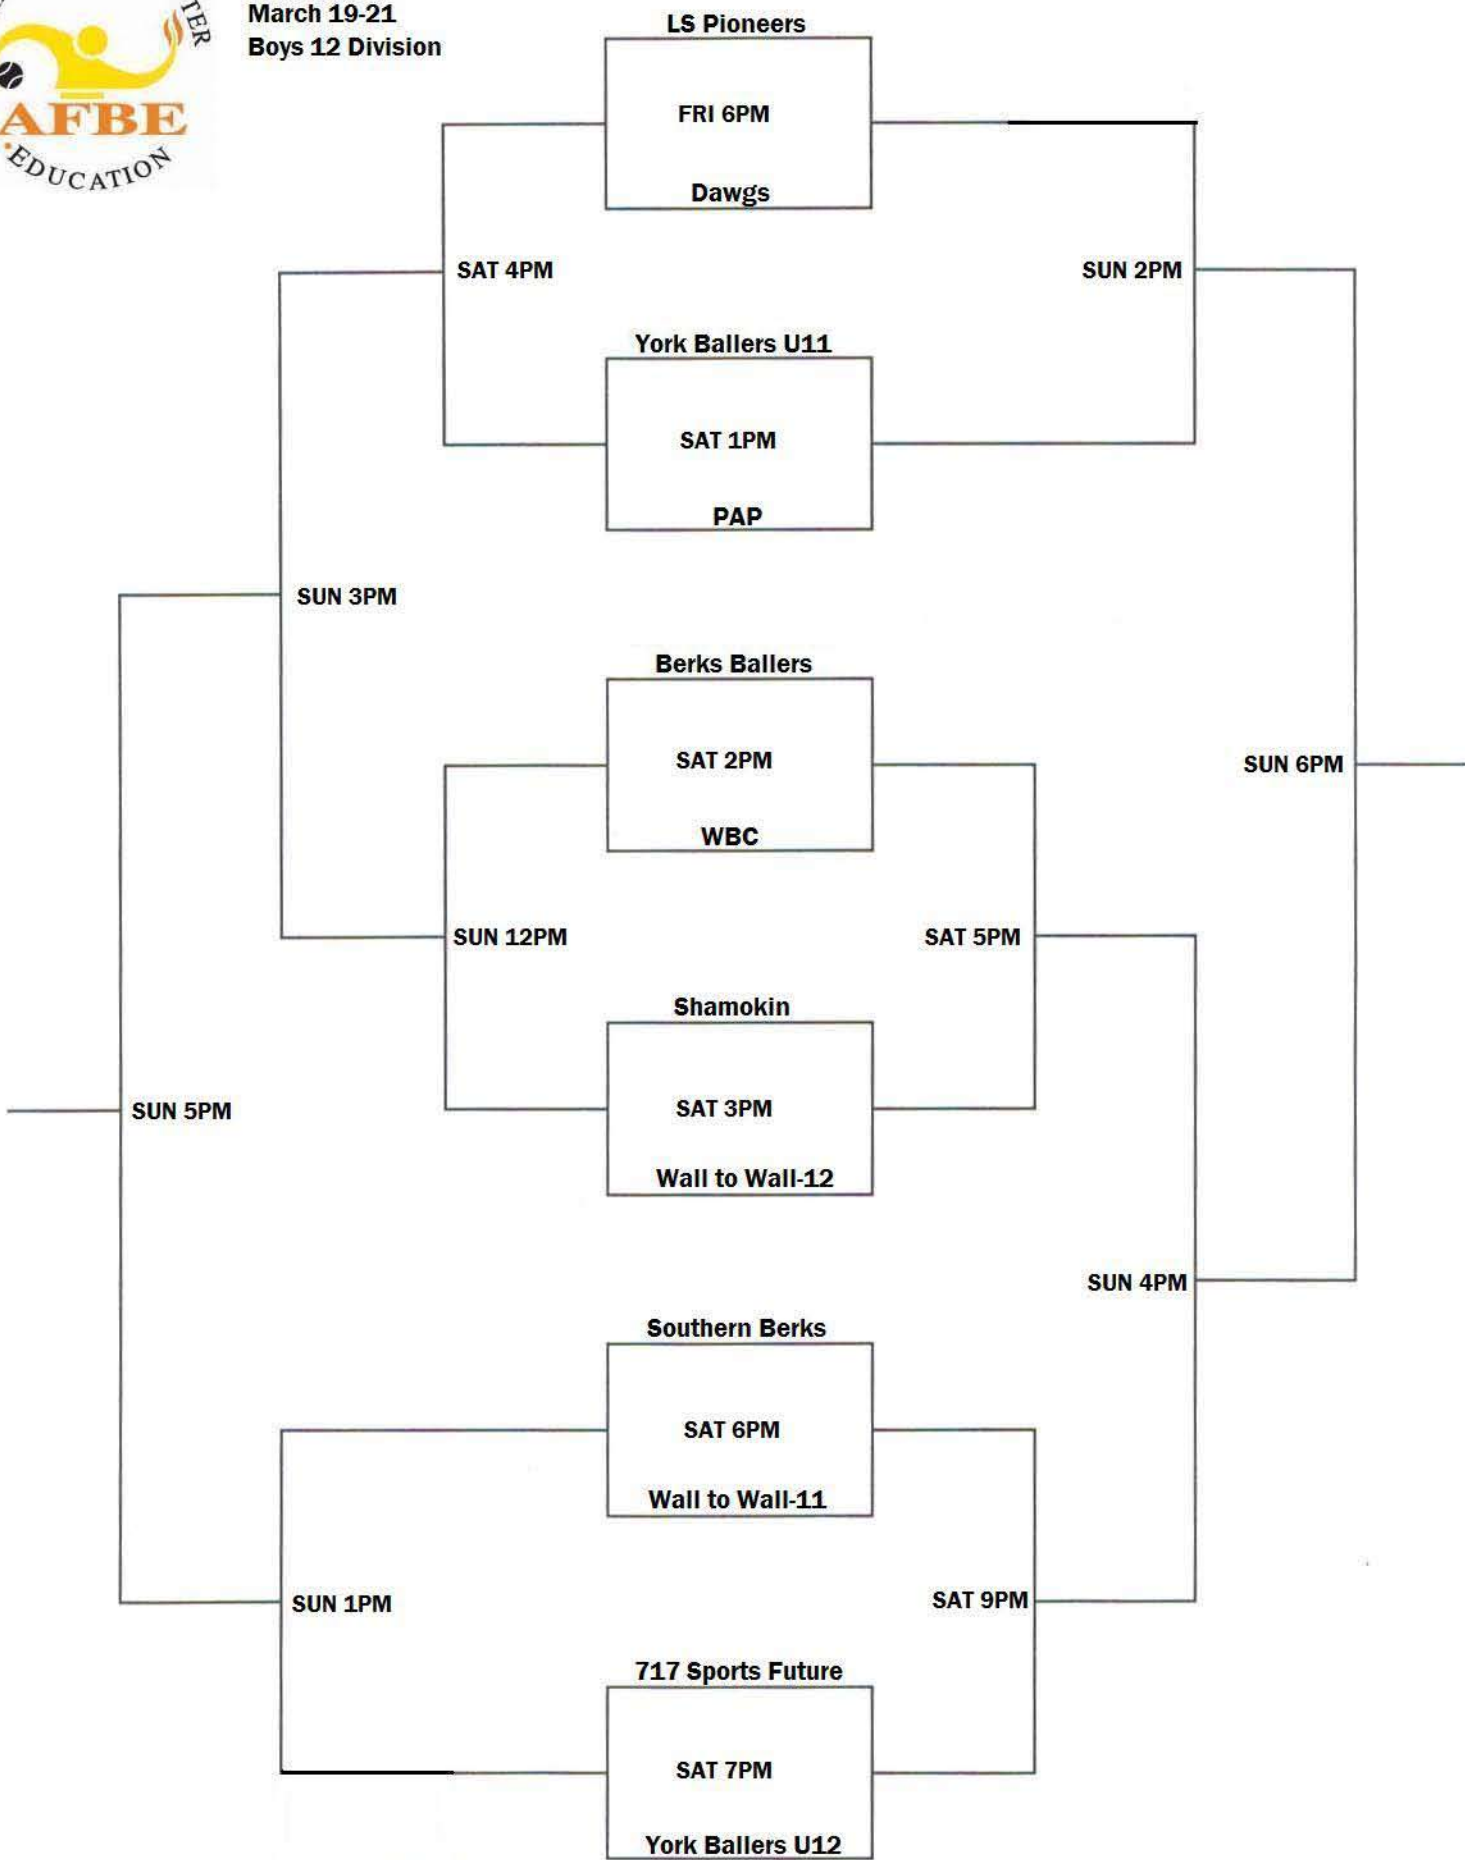 TER
AFBE
EDUCATION
March 19-21
Boys 12 Division
LS Pioneers
FRI 6PM
Dawgs
SAT 4PM
SUN 2PM
York Ballers U11
SAT 1PM
PAP
SUN 3PM
Berks Ballers
SAT 2PM
WBC
SUN 6PM
SUN 12PM
SAT 5PM
Shamokin
SAT 3PM
Wall to Wall-12
SUN 5PM
SUN 4PM
Southern Berks
SAT 6PM
Wall to Wall-11
SUN 1PM
SAT 9PM
717 Sports Future
SAT 7PM
York Ballers U12